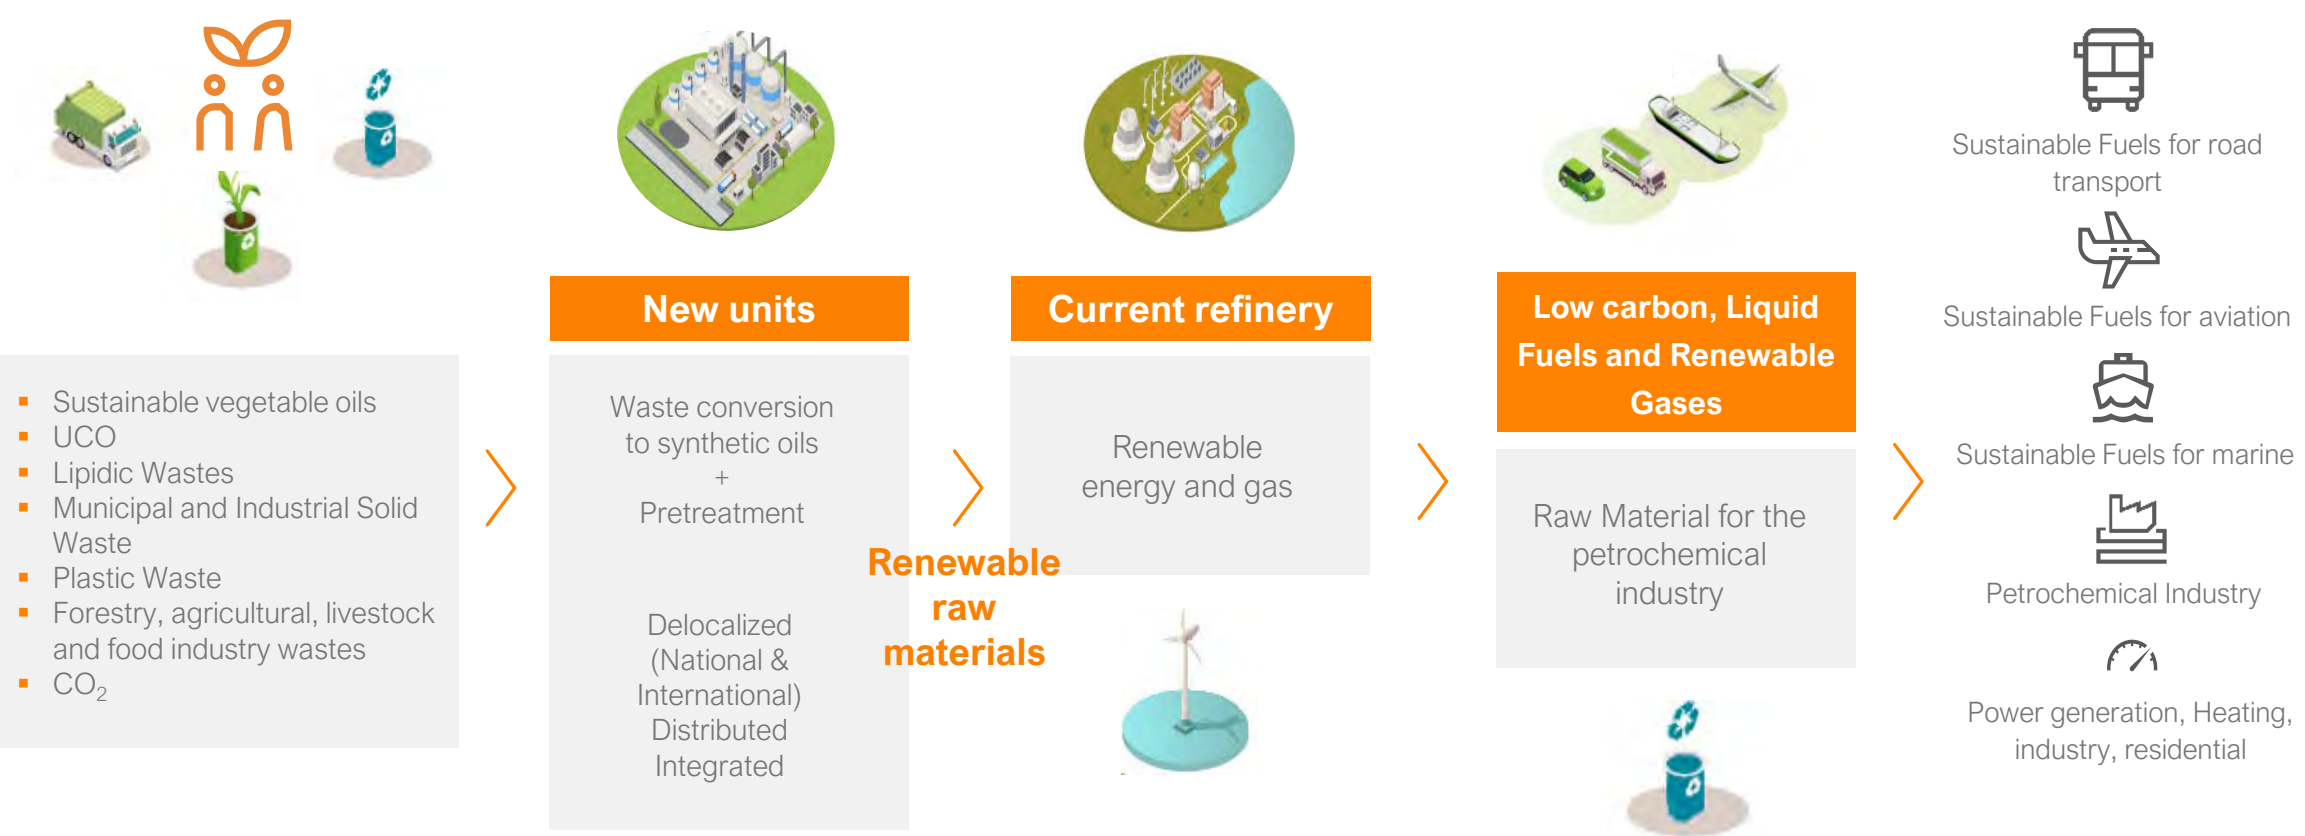 ▪ Sustainable vegetable oils
▪ UCO
▪ Lipidic Wastes
▪ Municipal and Industrial Solid
Waste
▪ Plastic Waste
▪ Forestry, agricultural, livestock
and food industry wastes
▪ CO₂
New units
Waste conversion
to synthetic oils
+
Pretreatment
Delocalized
(National &
International)
Distributed
Integrated
Renewable
raw
materials
Current refinery
Renewable
energy and gas
Low carbon, Liquid
Fuels and Renewable
Gases
Raw Material for the
petrochemical
industry
Sustainable Fuels for road
transport
Sustainable Fuels for aviation
Sustainable Fuels for marine
Petrochemical Industry
Power generation, Heating,
industry, residential